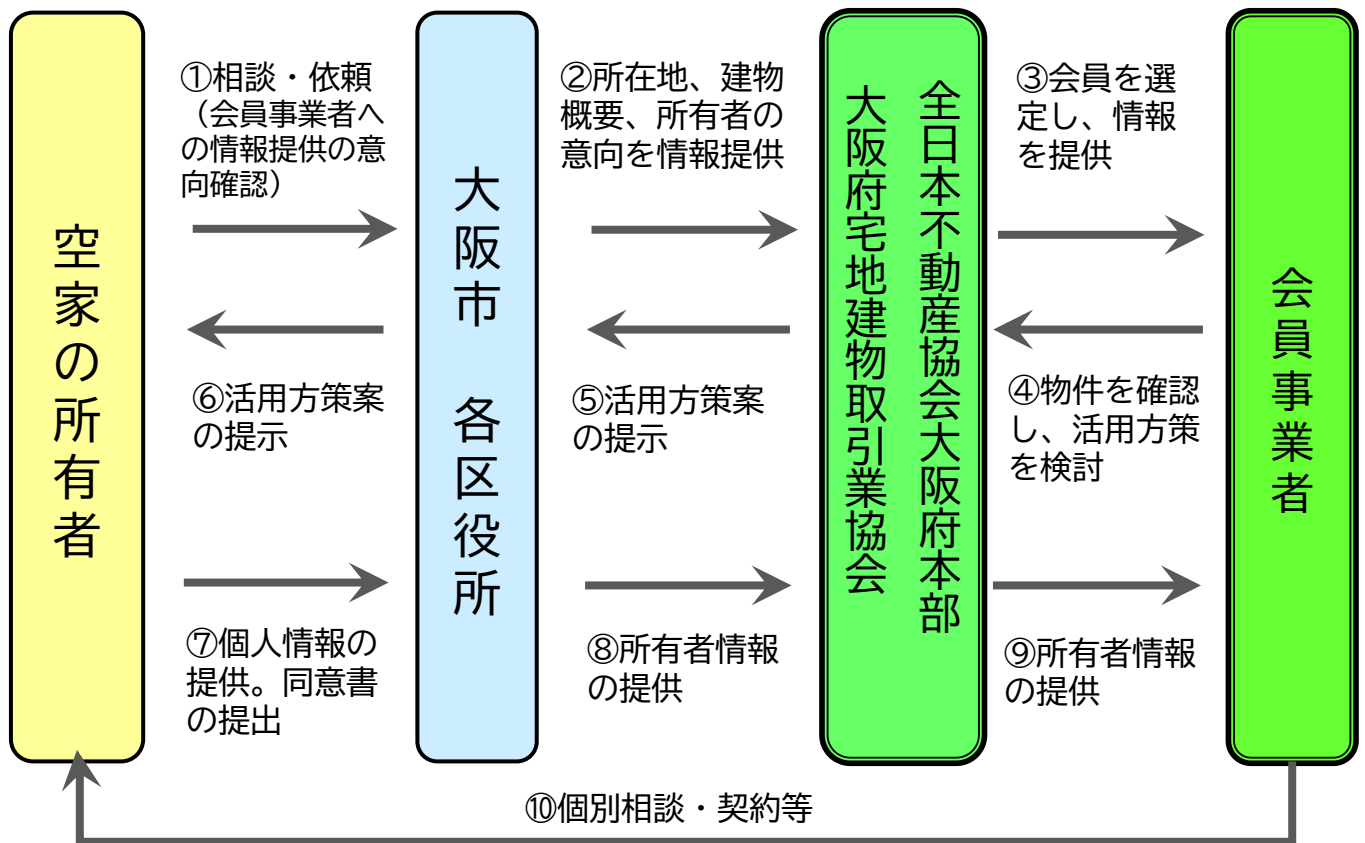 空家の所有者
①相談・依頼
（会員事業者へ
の情報提供の意
向確認）
大阪市 各区役所
②所在地、建物
概要、所有者の
意向を情報提供
全日本不動産協会大阪府本部
大阪府宅地建物取引業協会
③会員を選
定し、情報
を提供
会員事業者
④物件を確認
し、活用方策
を検討
⑤活用方策案
の提示
⑥活用方策案
の提示
⑦個人情報の
提供。同意書
の提出
⑧所有者情報
の提供
⑨所有者情報
の提供
⑩個別相談・契約等